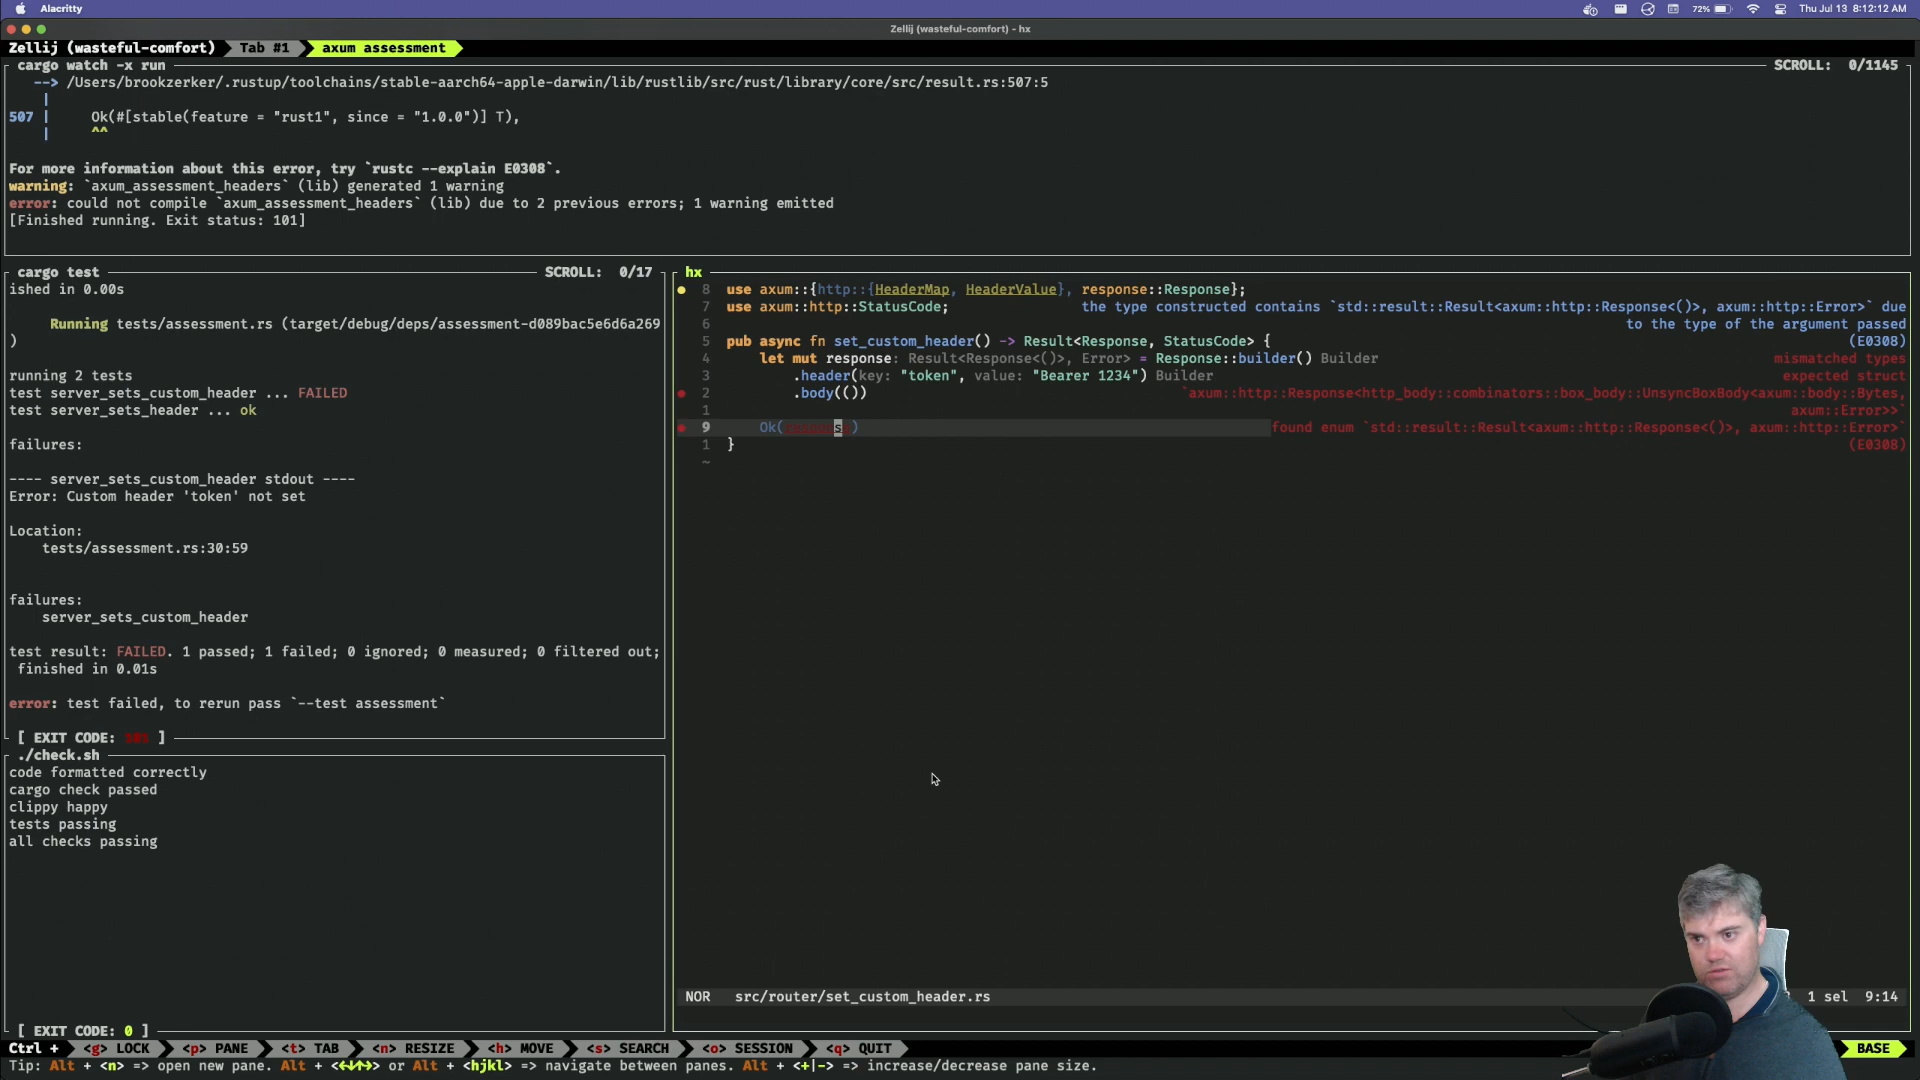 Alacritty
72%
Thu Jul 13 8:12:12 AM
Zellij (wasteful-comfort) - hx
Zellij (wasteful-comfort) Tab #1 axum assessment
cargo watch -x run SCROLL: 0/1145
--> /Users/brookzerker/.rustup/toolchains/stable-aarch64-apple-darwin/lib/rustlib/src/rust/library/core/src/result.rs:507:5
|
507 | Ok(#[stable(feature = "rust1", since = "1.0.0")] T),
| ^^
For more information about this error, try `rustc --explain E0308`.
warning: `axum_assessment_headers` (lib) generated 1 warning
error: could not compile `axum_assessment_headers` (lib) due to 2 previous errors; 1 warning emitted
[Finished running. Exit status: 101]
cargo test SCROLL: 0/17
ished in 0.00s
Running tests/assessment.rs (target/debug/deps/assessment-d089bac5e6d6a269
)
running 2 tests
test server_sets_custom_header ... FAILED
test server_sets_header ... ok
failures:
---- server_sets_custom_header stdout ----
Error: Custom header 'token' not set
Location:
tests/assessment.rs:30:59
failures:
server_sets_custom_header
test result: FAILED. 1 passed; 1 failed; 0 ignored; 0 measured; 0 filtered out;
finished in 0.01s
error: test failed, to rerun pass `--test assessment`
[ EXIT CODE: ]
./check.sh
code formatted correctly
cargo check passed
clippy happy
tests passing
all checks passing
[ EXIT CODE: 0 ]
hx
8 use axum::{http::{HeaderMap, HeaderValue}, response::Response};
7 use axum::http::StatusCode; the type constructed contains `std::result::Result<axum::http::Response<()>, axum::http::Error>` due
6 to the type of the argument passed
5 pub async fn set_custom_header() -> Result<Response, StatusCode> { (E0308)
4 let mut response: Result<Response<()>, Error> = Response::builder() Builder mismatched types
3 .header(key: "token", value: "Bearer 1234") Builder expected struct
2 .body(()) `axum::http::Response<http_body::combinators::box_body::UnsyncBoxBody<axum::body::Bytes,
1 axum::Error>>`
9 Ok(response) found enum `std::result::Result<axum::http::Response<()>, axum::http::Error>`
1 } (E0308)
~
NOR src/router/set_custom_header.rs 1 sel 9:14
Ctrl + <g> LOCK <p> PANE <t> TAB <n> RESIZE <h> MOVE <s> SEARCH <o> SESSION <q> QUIT BASE
Tip: Alt + <n> => open new pane. Alt + <←↓↑→> or Alt + <hjkl> => navigate between panes. Alt + <+|-> => increase/decrease pane size.